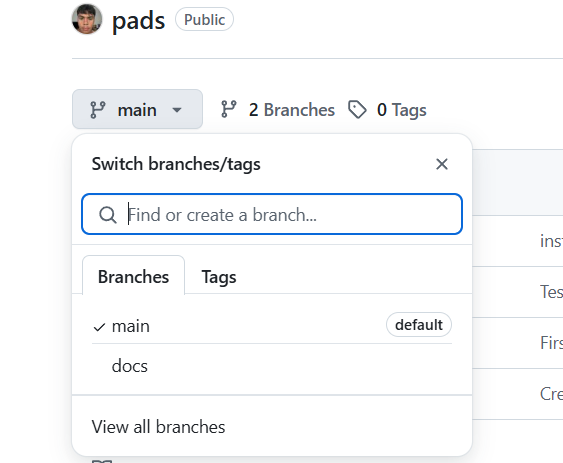 pads Public
main 2 Branches 0 Tags
Switch branches/tags
Find or create a branch...
Branches Tags
main default
docs
View all branches
Tes
Firs
Cre